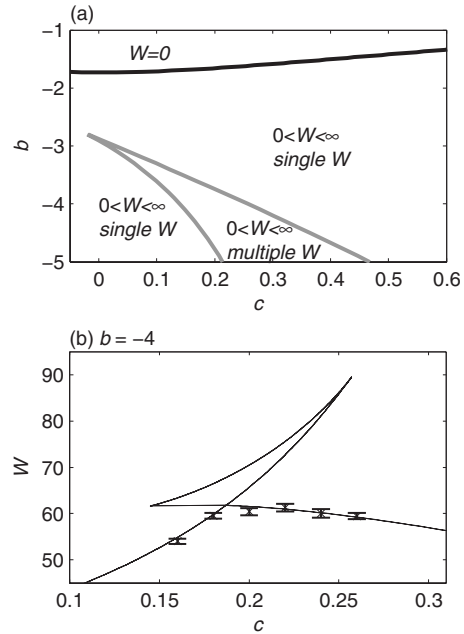 (a)
−1
W=0
−2
b
−3
0<W<∞
single W
0<W<∞
single W
0<W<∞
multiple W
−4
−5
0 0.1 0.2 0.3 0.4 0.5 0.6
c
(b) b = −4
90
80
W
70
60
50
0.1 0.15 0.2 0.25 0.3
c